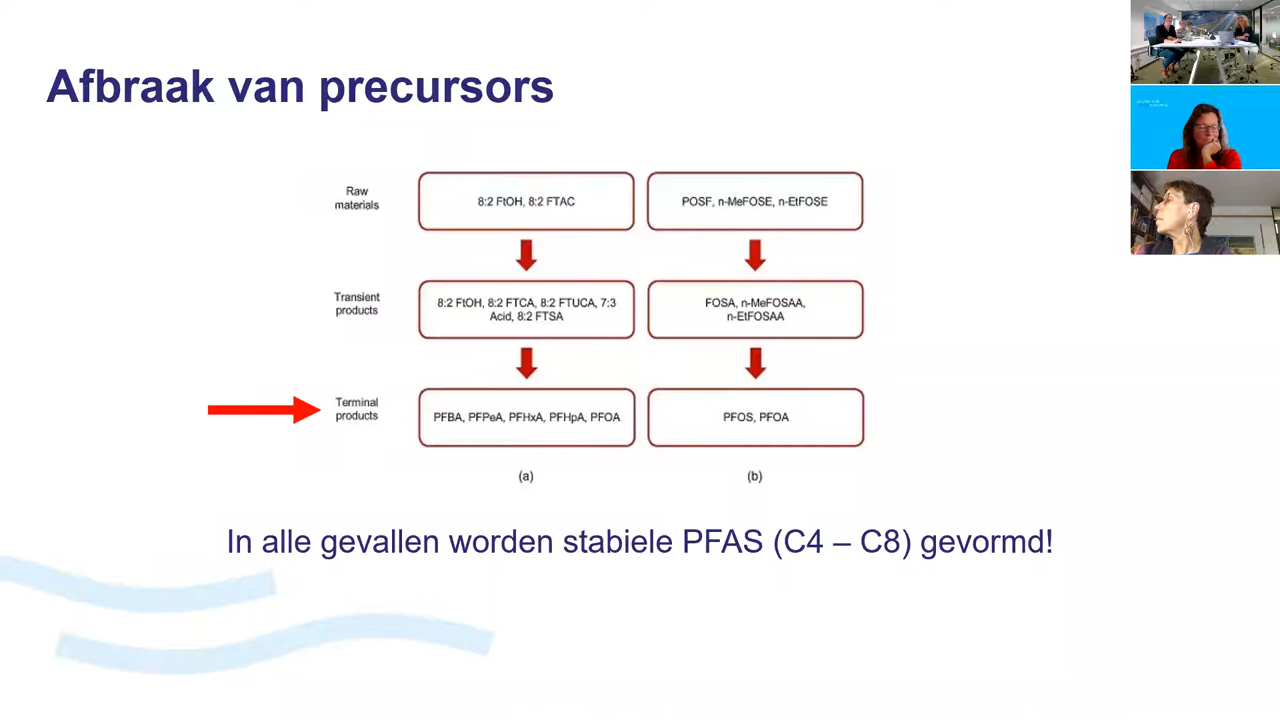 Afbraak van precursors
Raw
materials
8:2 FtOH, 8:2 FTAC
POSF, n-MeFOSE, n-EtFOSE
Transient
products
8:2 FtOH, 8:2 FTCA, 8:2 FTUCA, 7:3
Acid, 8:2 FTSA
FOSA, n-MeFOSAA,
n-EtFOSAA
Terminal
products
PFBA, PFPeA, PFHxA, PFHpA, PFOA
PFOS, PFOA
(a)
(b)
In alle gevallen worden stabiele PFAS (C4 – C8) gevormd!